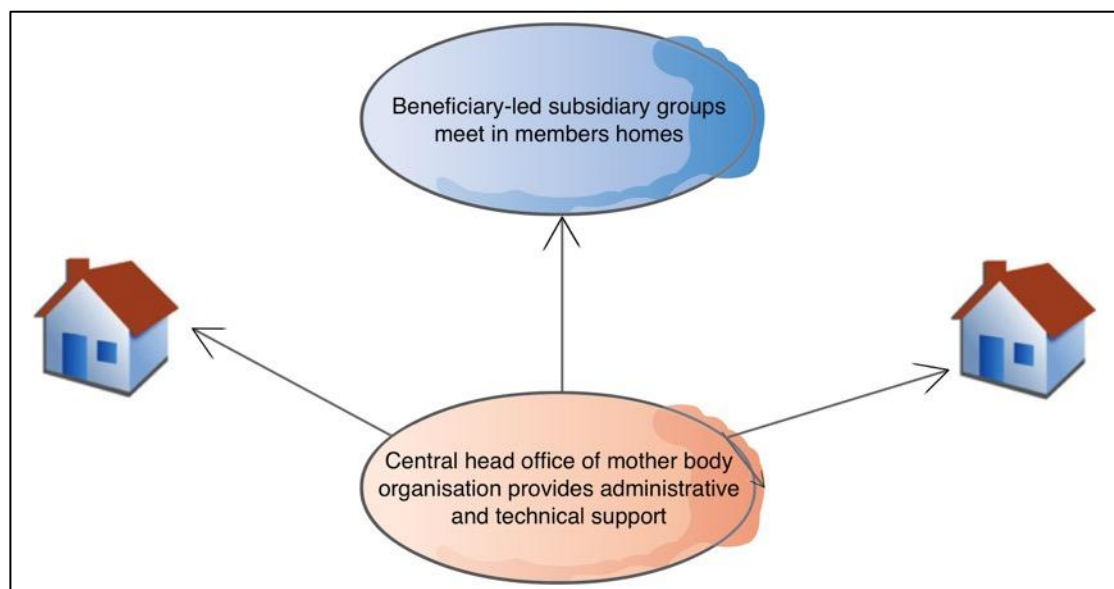 Beneficiary-led subsidiary groups
meet in members homes
Central head office of mother body
organisation provides administrative
and technical support